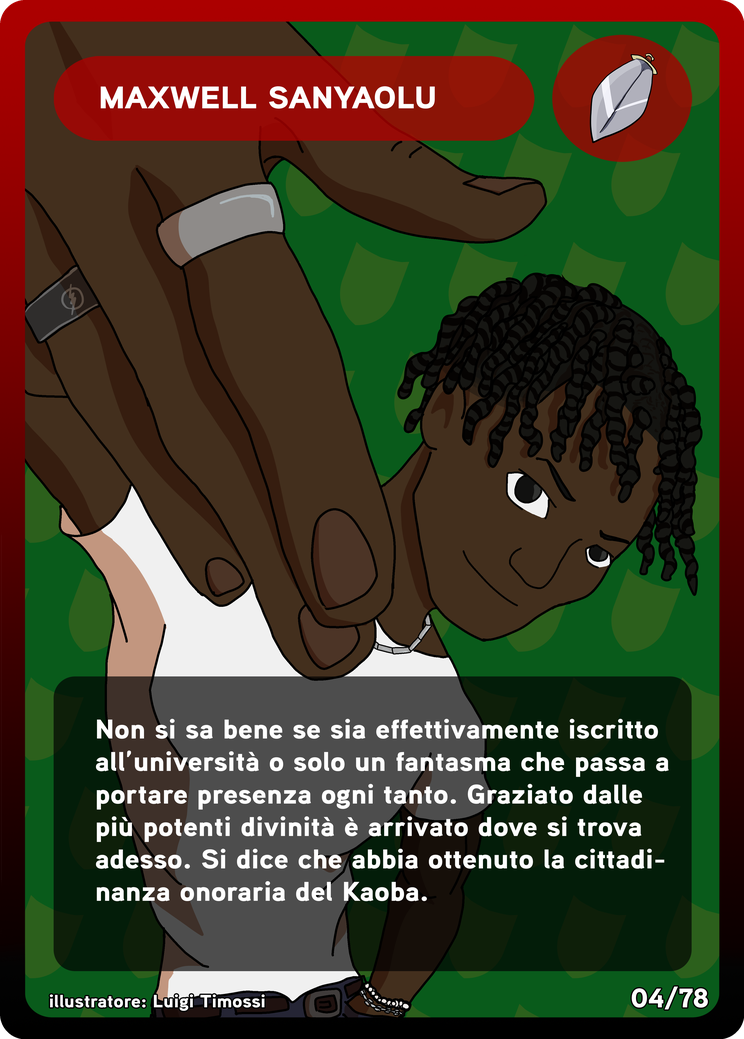 MAXWELL SANYAOLU
Non si sa bene se sia effettivamente iscritto
all'università o solo un fantasma che passa a
portare presenza ogni tanto. Graziato dalle
più potenti divinità è arrivato dove si trova
adesso. Si dice che abbia ottenuto la cittadi-
nanza onoraria del Kaoba.
illustratore: Luigi Timossi
04/78